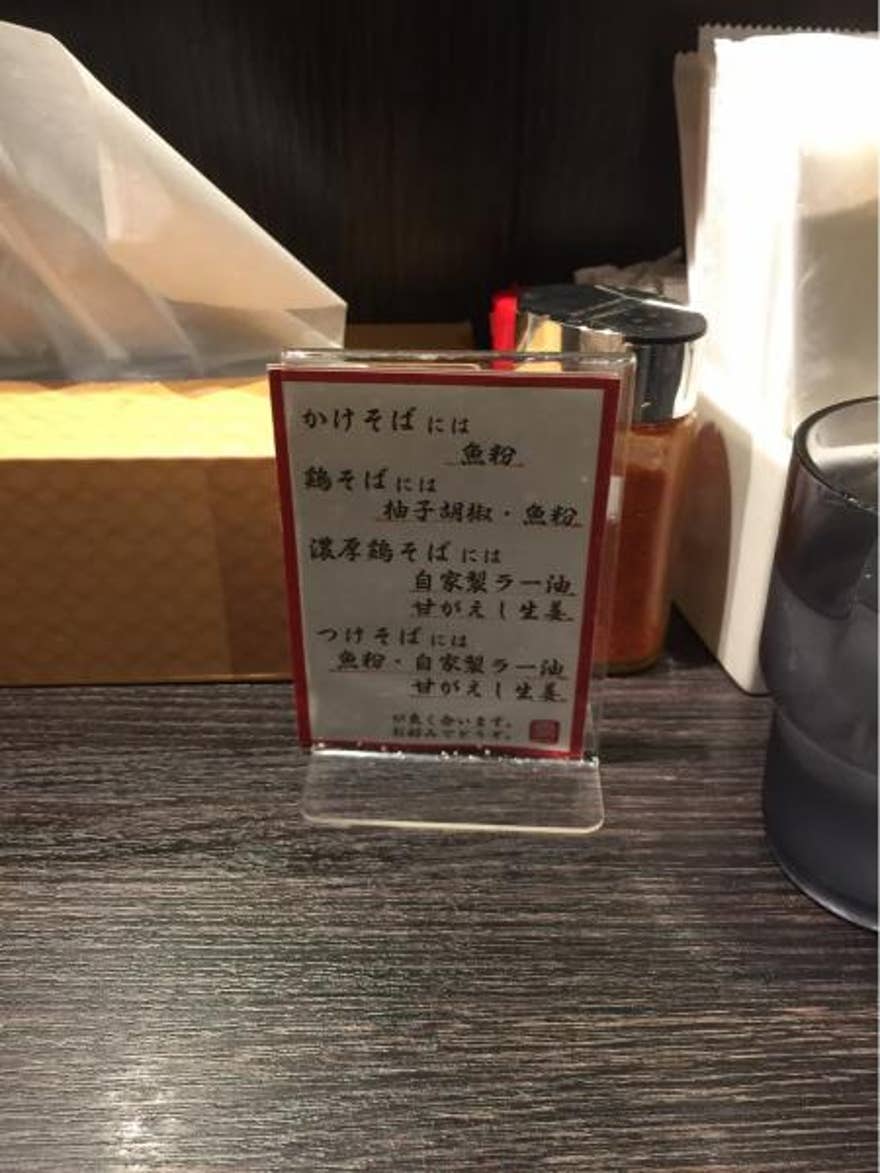 かけそばには
魚粉
鶏そばには
柚子胡椒・魚粉
濃厚鶏そばには
自家製ラー油
甘がえし生姜
つけそばには
魚粉・自家製ラー油
甘がえし生姜
が良く合います。
お好みでどうぞ。